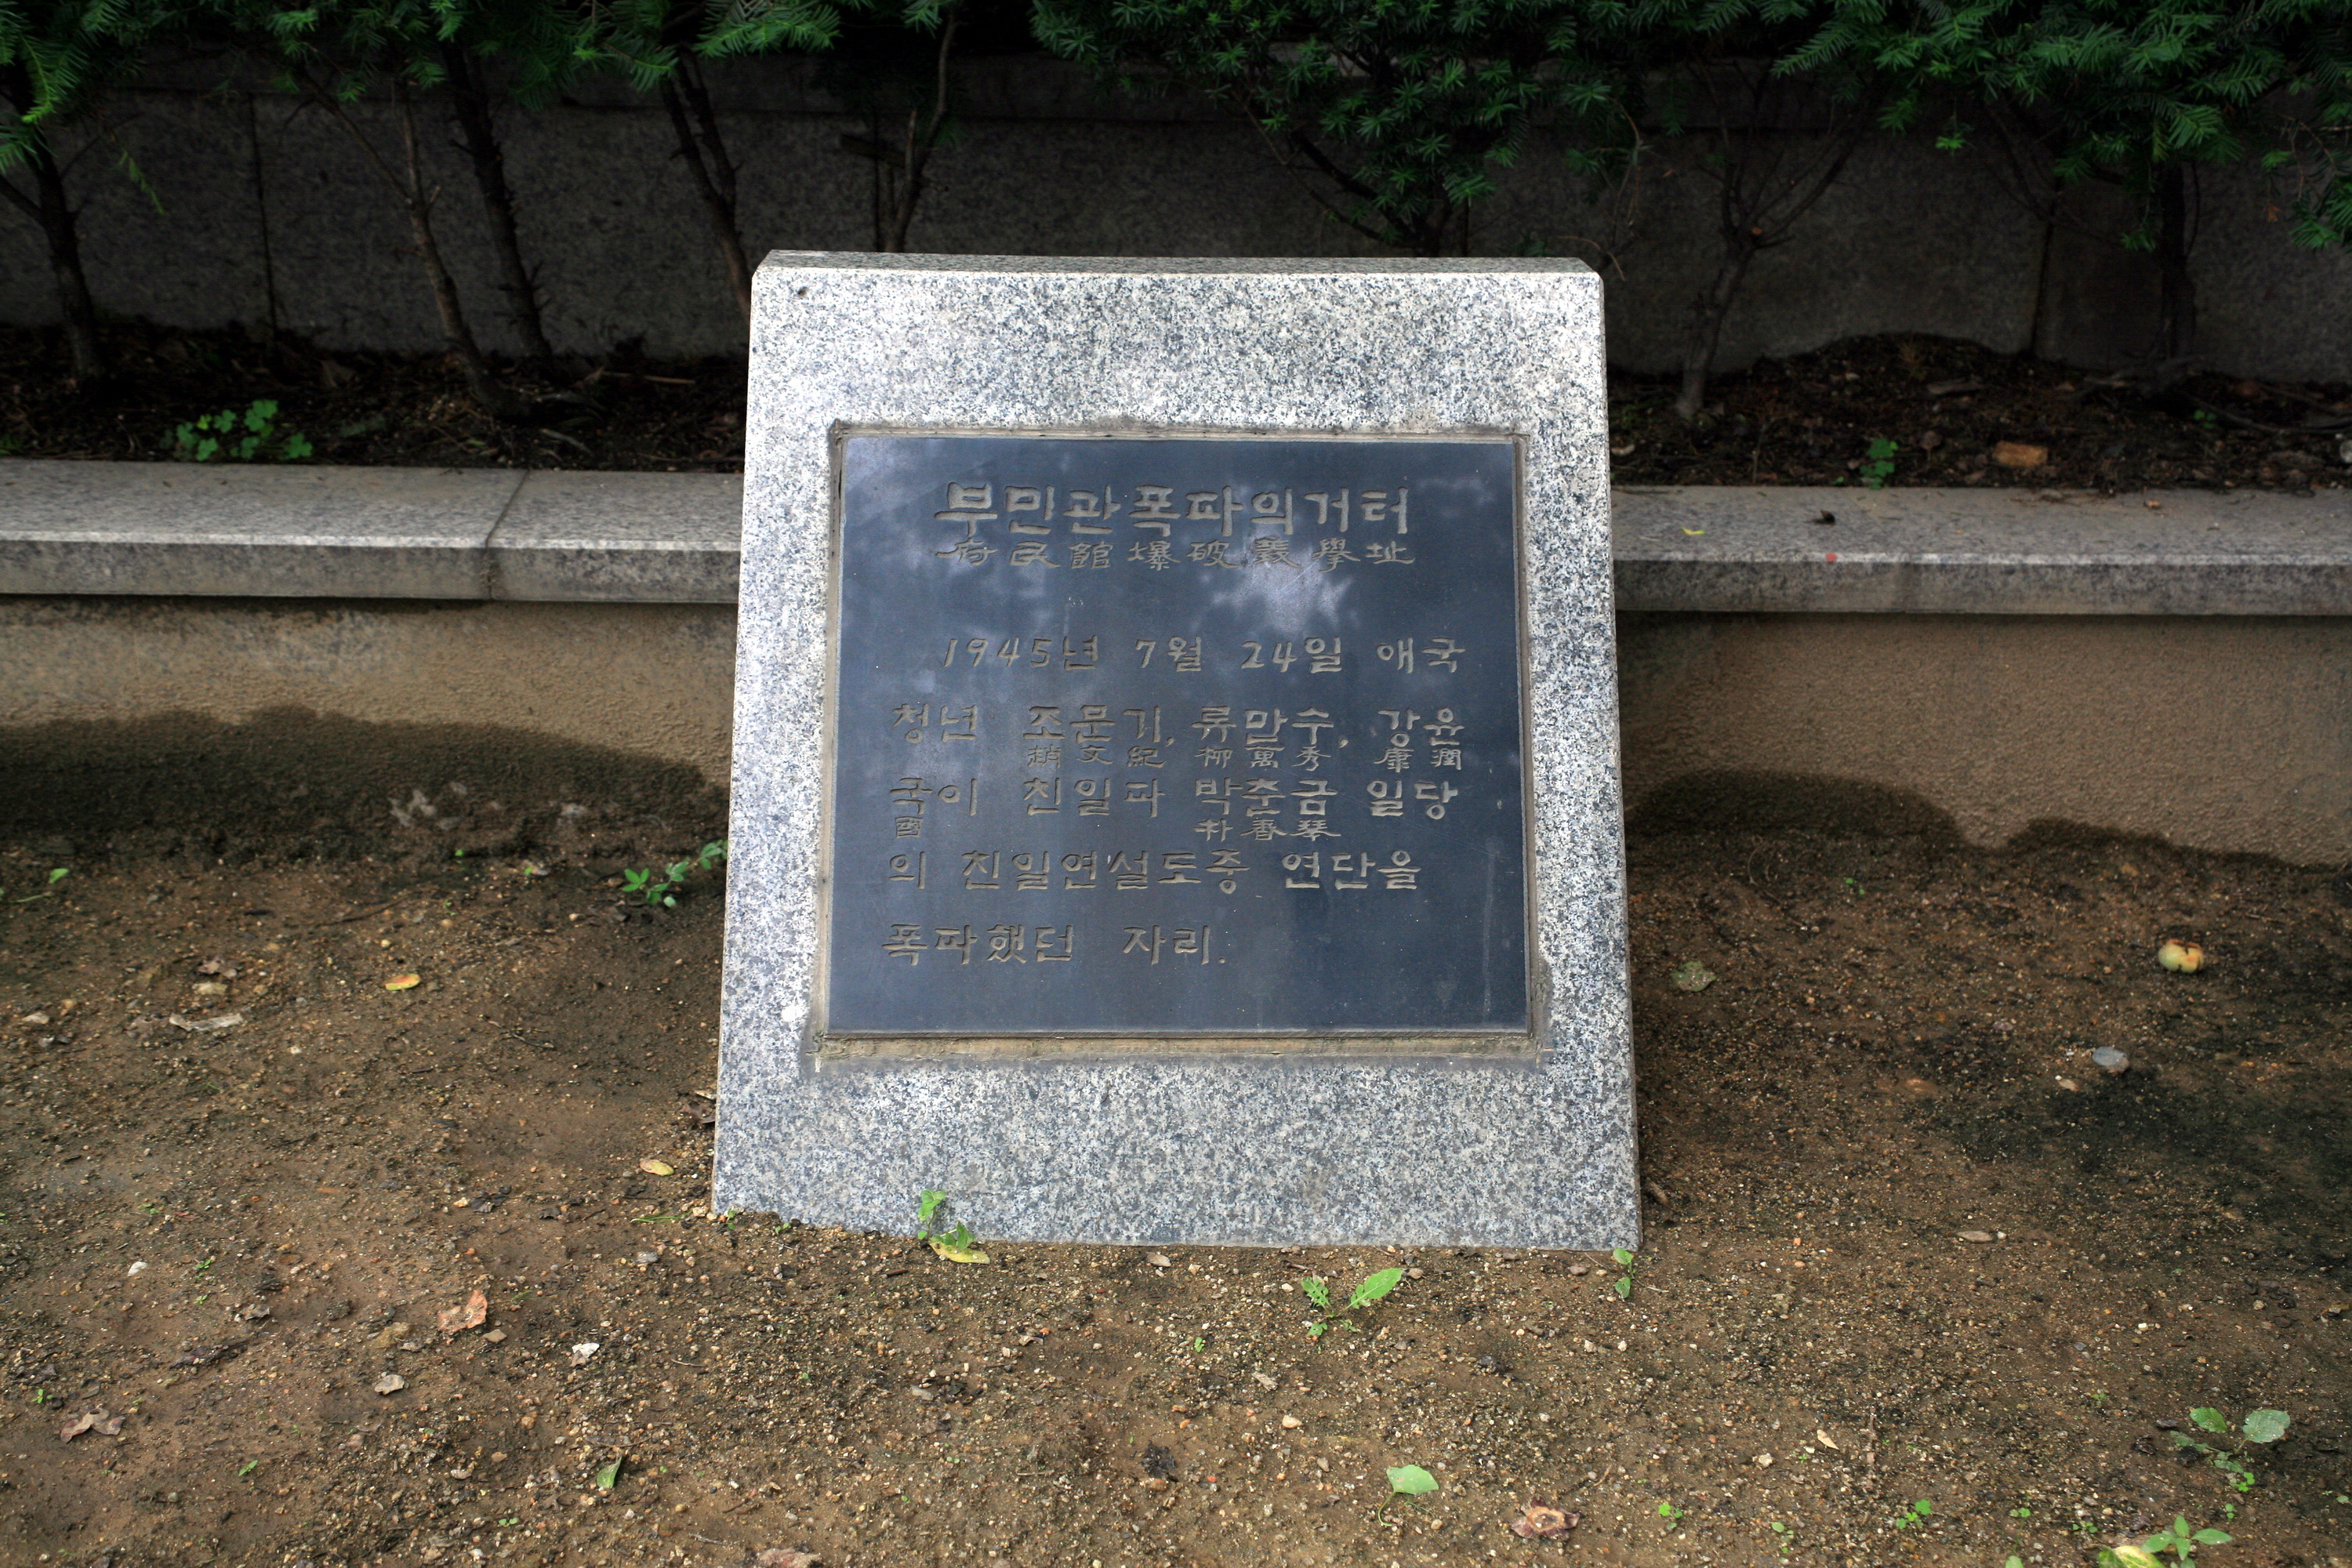 부민관폭파의거터
府民館爆破義擧址
1945년 7월 24일 애국
청년 조문기, 류만수, 강윤
趙文紀 柳萬秀 康潤
국이 친일파 박춘금 일당
國 朴春琴
의 친일연설도중 연단을
폭파했던 자리.